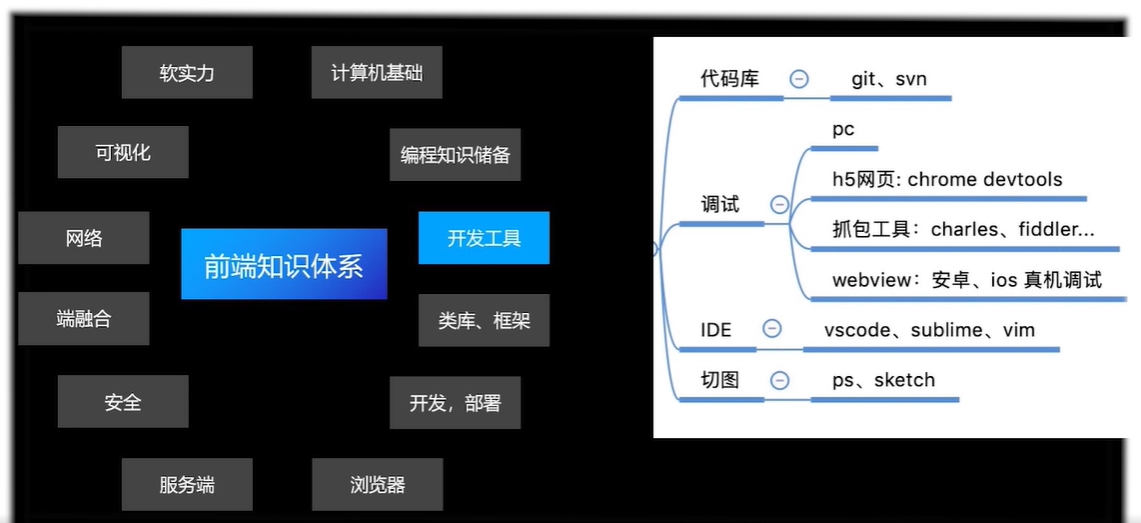 软实力
计算机基础
可视化
编程知识储备
网络
开发工具
前端知识体系
端融合
类库、框架
安全
开发，部署
服务端
浏览器
代码库
git、svn
调试
pc
h5网页: chrome devtools
抓包工具：charles、fiddler...
webview：安卓、ios 真机调试
IDE
vscode、sublime、vim
切图
ps、sketch